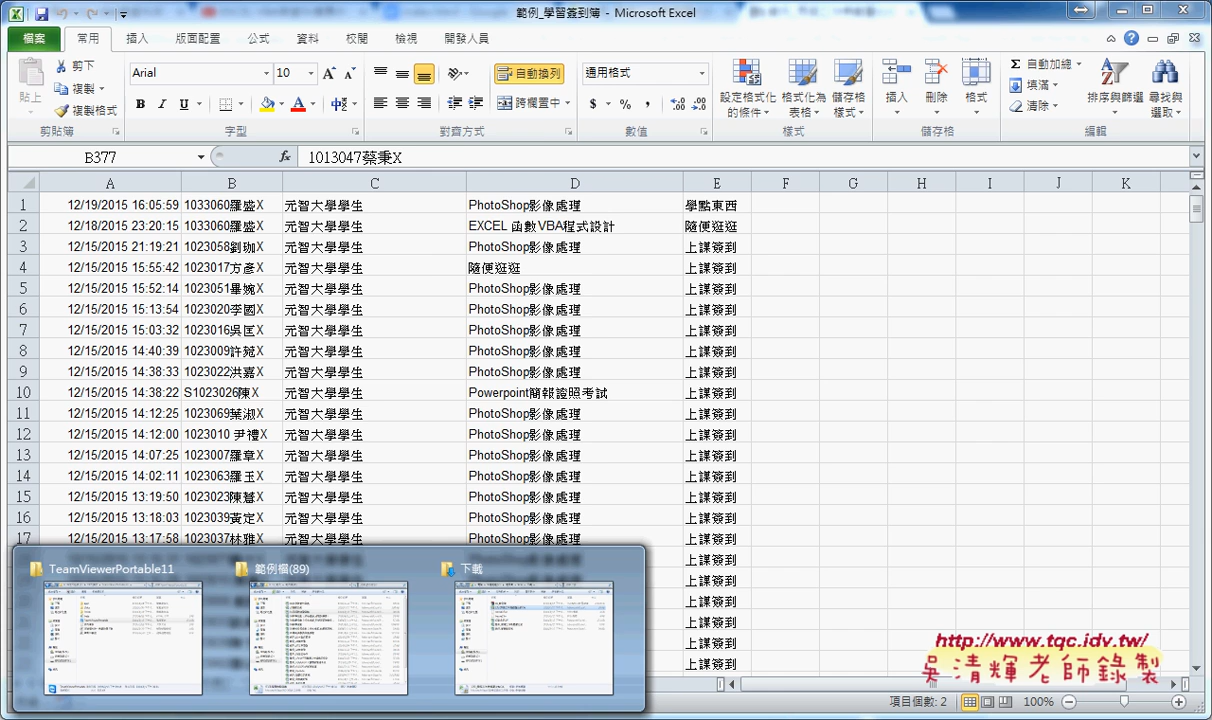 範例_學習簽到簿 - Microsoft Excel
檔案 常用 插入 版面配置 公式 資料 校閱 檢視 開發人員
貼上 剪下 複製 複製格式
Arial 10
自動換列 跨欄置中
通用格式
設定格式化的條件 格式化為表格 儲存格樣式
插入 刪除 格式
自動加總 填滿 清除
排序與篩選 尋找與選取
剪貼簿 字型 對齊方式 數值 樣式 儲存格 編輯
B377 fx 1013047蔡秉X
A B C D E F G H I J K
1 12/19/2015 16:05:59 1033060羅盛X 元智大學學生 PhotoShop影像處理 學點東西
2 12/18/2015 23:20:15 1033060羅盛X 元智大學學生 EXCEL 函數VBA程式設計 隨便逛逛
3 12/15/2015 21:19:21 1023058劉珈X 元智大學學生 PhotoShop影像處理 上課簽到
4 12/15/2015 15:55:42 1023017方彥X 元智大學學生 隨便逛逛 上課簽到
5 12/15/2015 15:52:14 1023051畢婉X 元智大學學生 PhotoShop影像處理 上課簽到
6 12/15/2015 15:13:54 1023020李國X 元智大學學生 PhotoShop影像處理 上課簽到
7 12/15/2015 15:03:32 1023016吳匡X 元智大學學生 PhotoShop影像處理 上課簽到
8 12/15/2015 14:40:39 1023009許菀X 元智大學學生 PhotoShop影像處理 上課簽到
9 12/15/2015 14:38:33 1023022洪嘉X 元智大學學生 PhotoShop影像處理 上課簽到
10 12/15/2015 14:38:22 S1023026陳X 元智大學學生 Powerpoint簡報證照考試 上課簽到
11 12/15/2015 14:12:25 1023069葉淑X 元智大學學生 PhotoShop影像處理 上課簽到
12 12/15/2015 14:12:00 1023010 尹禮X 元智大學學生 PhotoShop影像處理 上課簽到
13 12/15/2015 14:07:25 1023007羅章X 元智大學學生 PhotoShop影像處理 上課簽到
14 12/15/2015 14:02:11 1023063羅玉X 元智大學學生 PhotoShop影像處理 上課簽到
15 12/15/2015 13:19:50 1023023陳慧X 元智大學學生 PhotoShop影像處理 上課簽到
16 12/15/2015 13:18:03 1023039黃定X 元智大學學生 PhotoShop影像處理 上課簽到
17 12/15/2015 13:17:58 1023037林雅X 元智大學學生 PhotoShop影像處理 上課簽到
上課簽到
上課簽到
上課簽到
上課簽到
上課簽到
上課簽到
TeamViewerPortable11 範例檔(89) 下載
http://www.tqc.idv.tw/
吳清輝老師錄製
項目個數: 2 100%